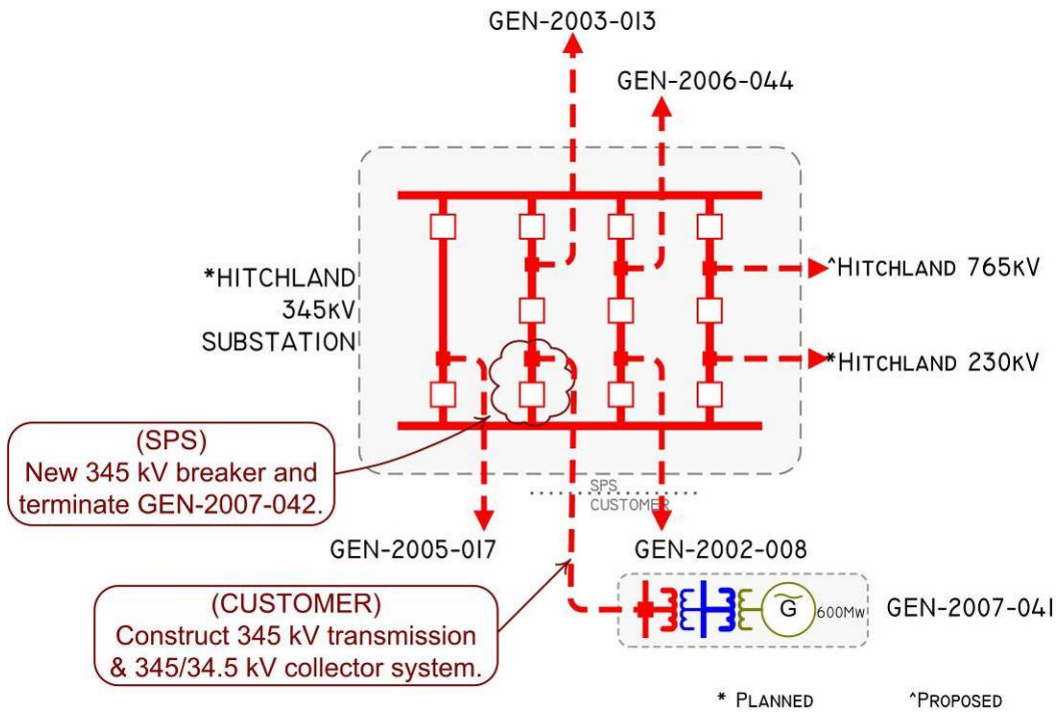 GEN-2003-013
GEN-2006-044
*HITCHLAND
345KV
SUBSTATION
^HITCHLAND 765KV
*HITCHLAND 230KV
(SPS)
New 345 kV breaker and
terminate GEN-2007-042.
SPS
CUSTOMER
GEN-2005-017
GEN-2002-008
(CUSTOMER)
Construct 345 kV transmission
& 345/34.5 kV collector system.
G
600MW
GEN-2007-041
* PLANNED
^PROPOSED